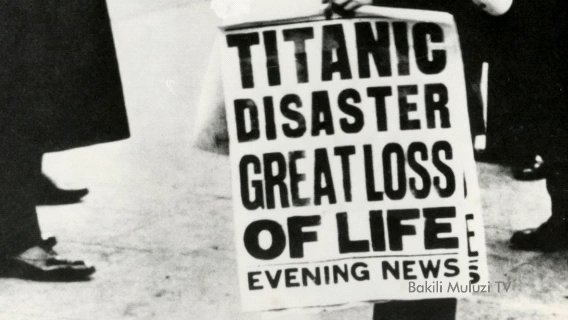 TITANIC
DISASTER
GREAT LOSS
OF LIFE
EVENING NEWS
Bakili Muluzi TV